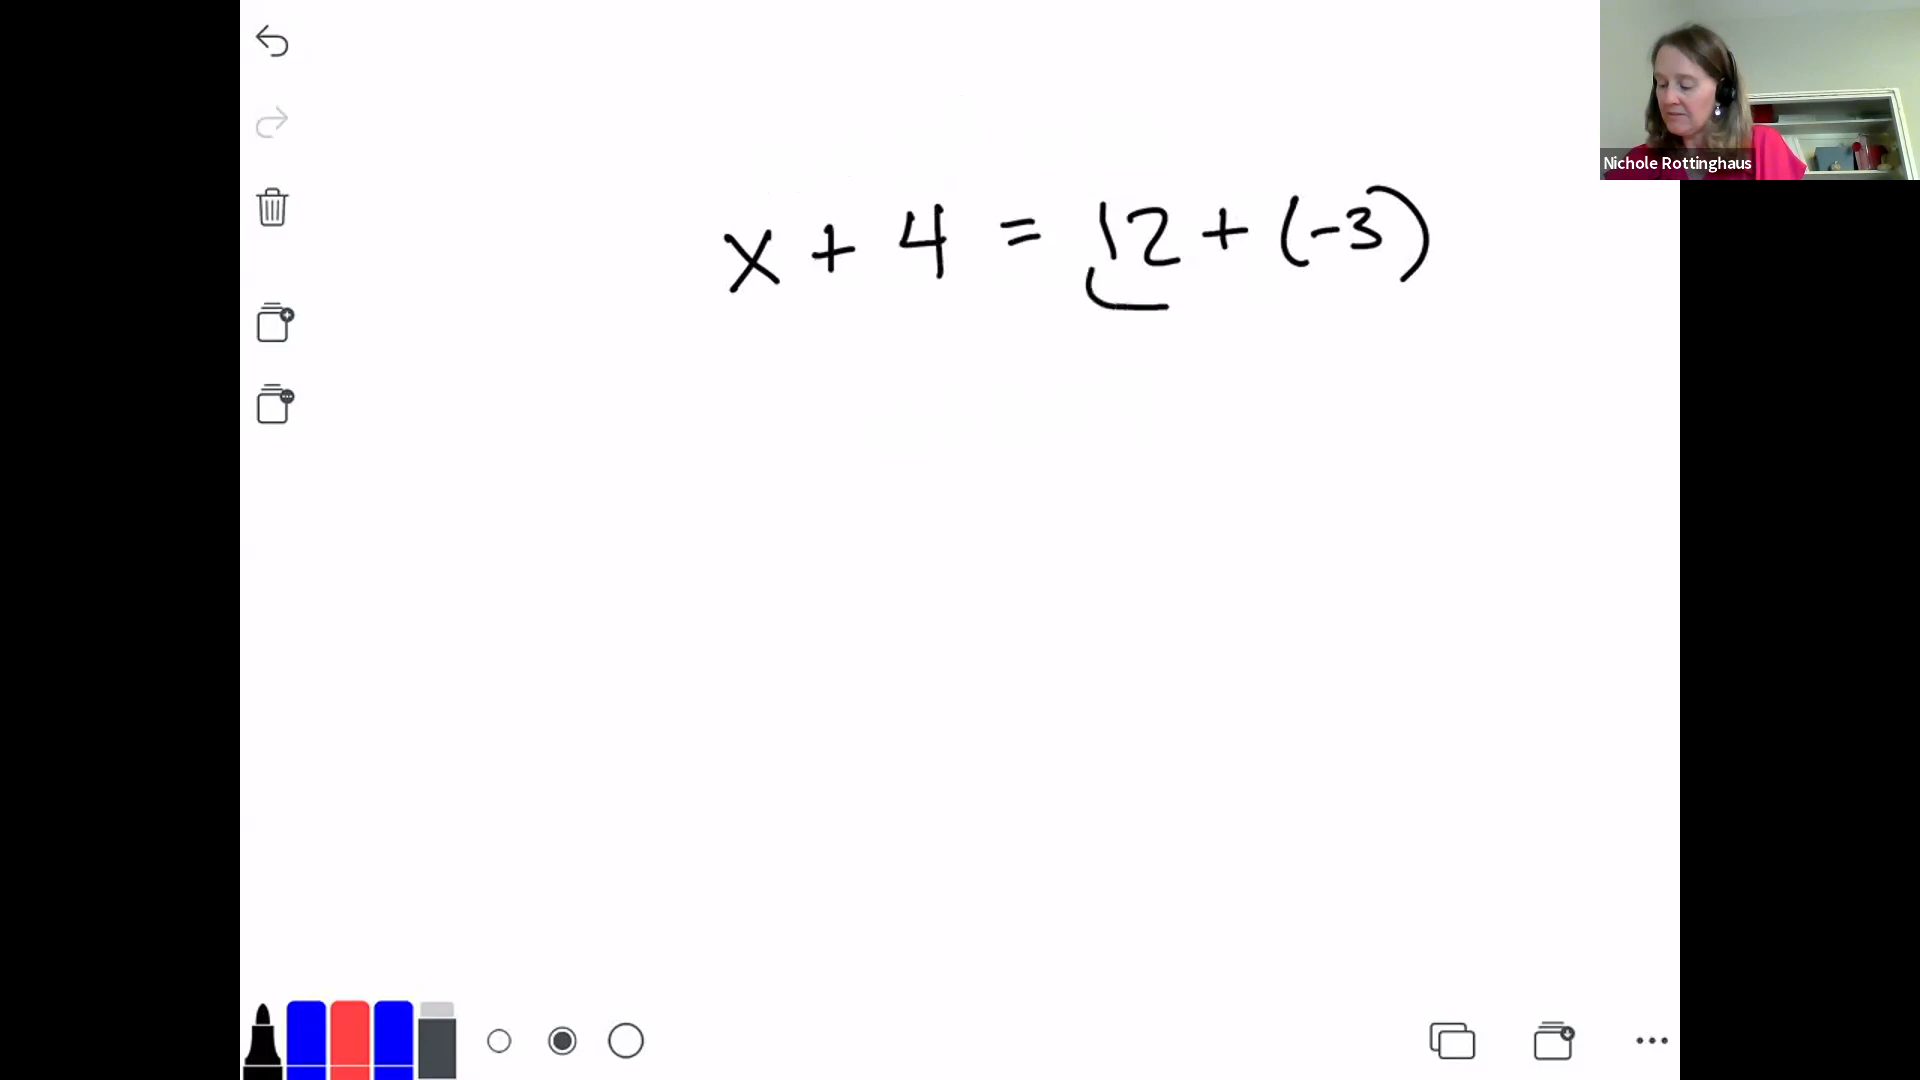 Nichole Rottinghaus
x + 4 = 12 + (-3)